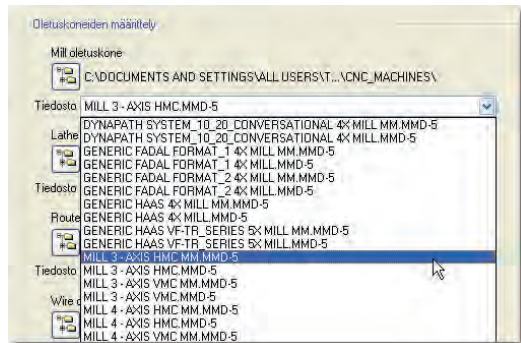 Oletuskoneiden määrittely
Mill oletuskone
C:\DOCUMENTS AND SETTINGS\ALL USERS\T...\CNC_MACHINES\
Tiedosto MILL 3 - AXIS HMC.MMD-5
DYNAPATH SYSTEM_10_20_CONVERSATIONAL 4X MILL MM.MMD-5
Lathe DYNAPATH SYSTEM_10_20_CONVERSATIONAL 4X MILL.MMD-5
GENERIC FADAL FORMAT_1 4X MILL MM.MMD-5
GENERIC FADAL FORMAT_1 4X MILL.MMD-5
GENERIC FADAL FORMAT_2 4X MILL MM.MMD-5
Tiedosto GENERIC FADAL FORMAT_2 4X MILL.MMD-5
GENERIC HAAS 4X MILL MM.MMD-5
Route GENERIC HAAS 4X MILL.MMD-5
GENERIC HAAS VF-TR_SERIES 5X MILL MM.MMD-5
GENERIC HAAS VF-TR_SERIES 5X MILL.MMD-5
MILL 3 - AXIS HMC MM.MMD-5
Tiedosto MILL 3 - AXIS HMC.MMD-5
MILL 3 - AXIS VMC MM.MMD-5
Wire MILL 3 - AXIS VMC.MMD-5
MILL 4 - AXIS HMC MM.MMD-5
MILL 4 - AXIS HMC.MMD-5
MILL 4 - AXIS VMC MM.MMD-5